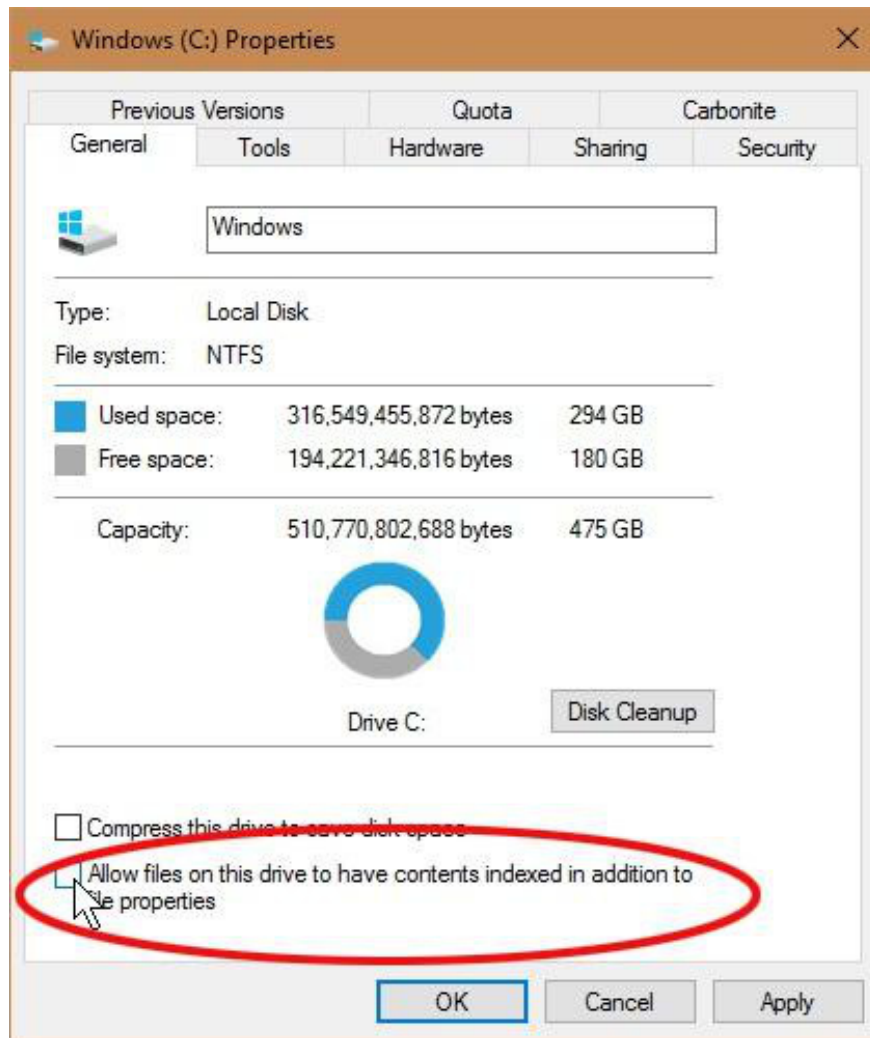 Windows (C:) Properties
Previous Versions Quota Carbonite
General Tools Hardware Sharing Security
Windows
Type: Local Disk
File system: NTFS
Used space: 316,549,455,872 bytes 294 GB
Free space: 194,221,346,816 bytes 180 GB
Capacity: 510,770,802,688 bytes 475 GB
Drive C: Disk Cleanup
Compress this drive to save disk space
Allow files on this drive to have contents indexed in addition to
file properties
OK Cancel Apply